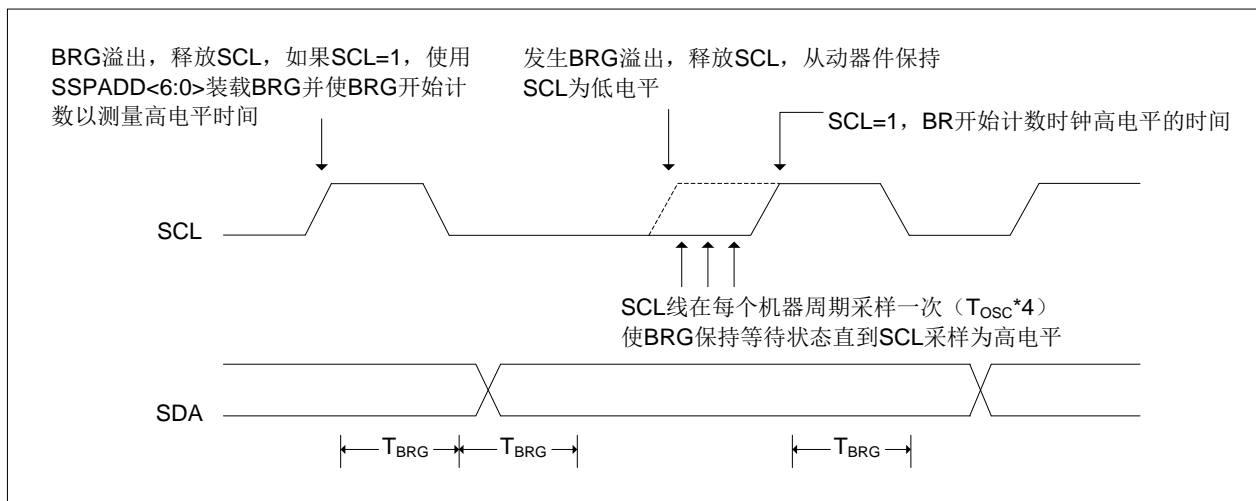 BRG溢出，释放SCL，如果SCL=1，使用
SSPADD<6:0>装载BRG并使BRG开始计
数以测量高电平时间
发生BRG溢出，释放SCL，从动器件保持
SCL为低电平
SCL=1，BR开始计数时钟高电平的时间
SCL
SCL线在每个机器周期采样一次（TOSC*4）
使BRG保持等待状态直到SCL采样为高电平
SDA
TBRG
TBRG
TBRG